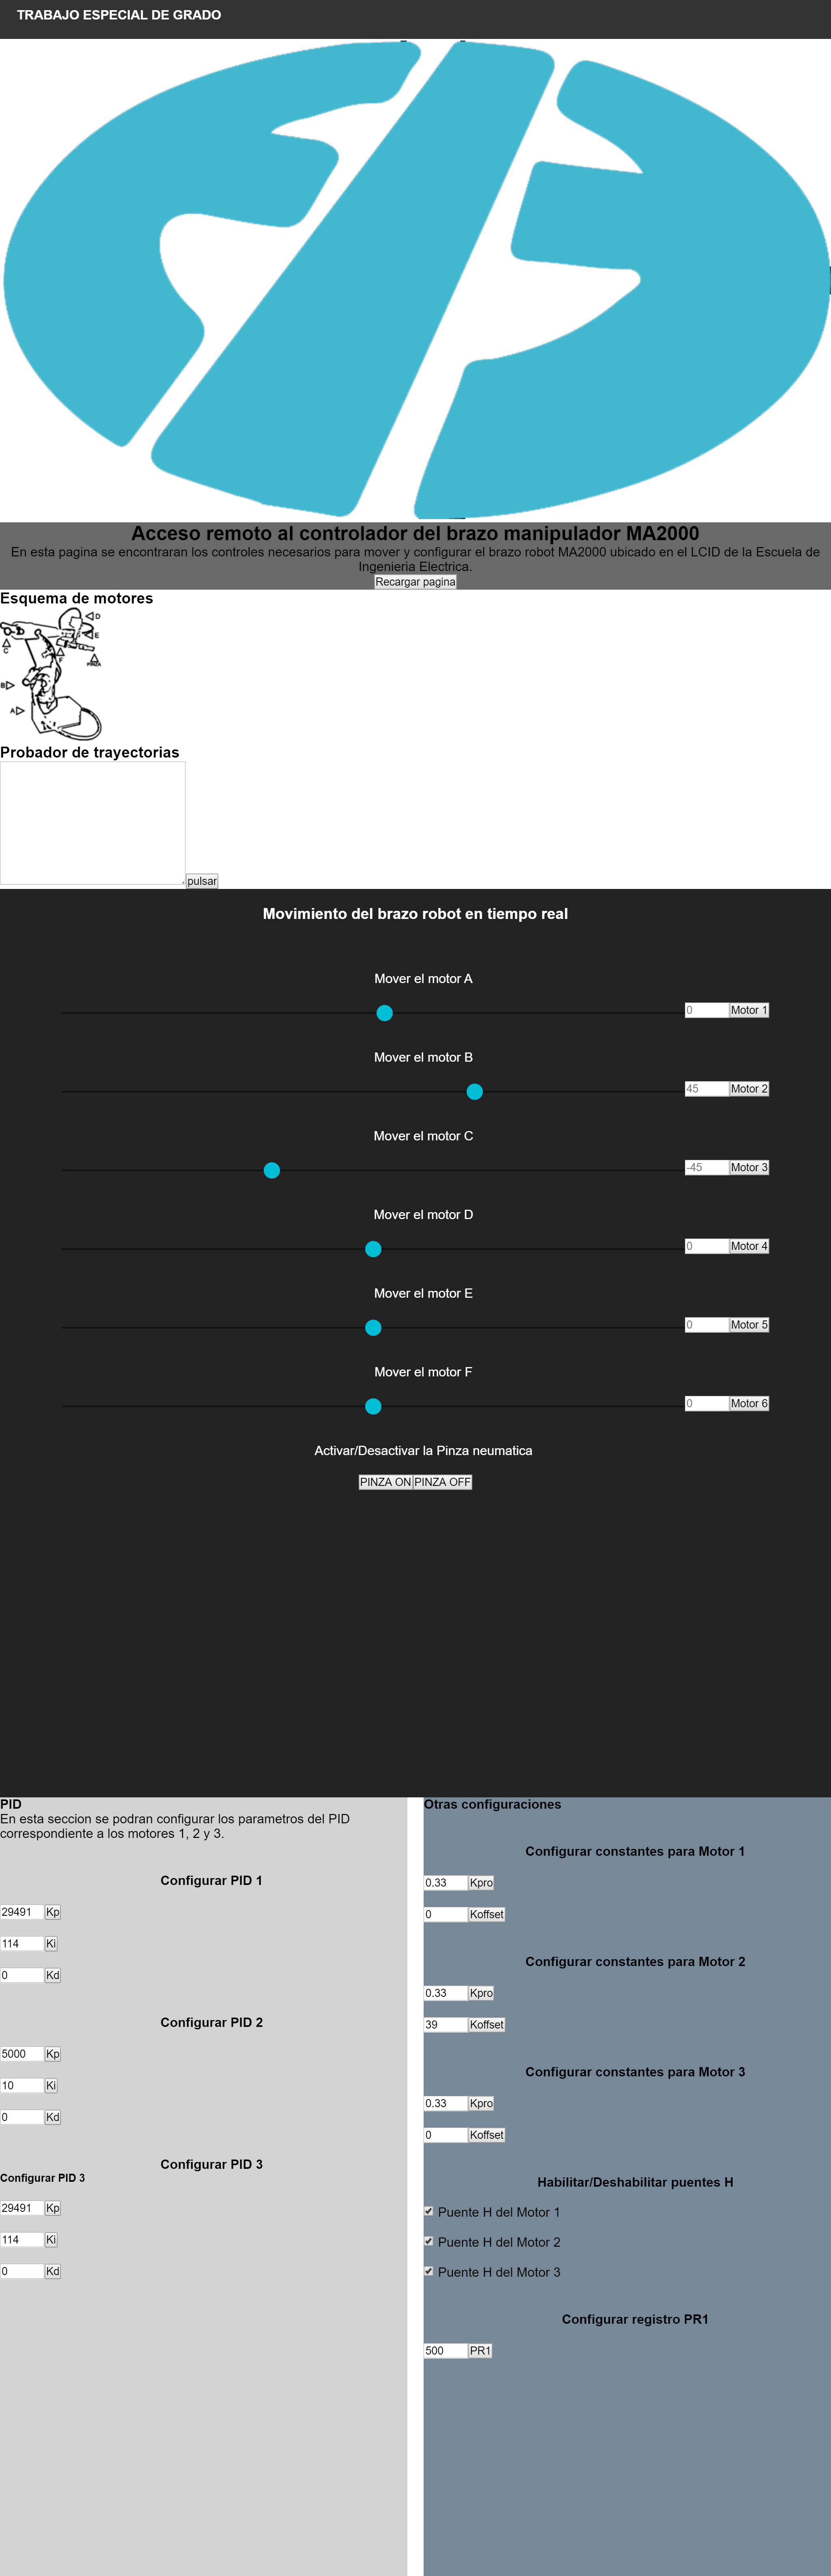 TRABAJO ESPECIAL DE GRADO
Acceso remoto al controlador del brazo manipulador MA2000
En esta pagina se encontraran los controles necesarios para mover y configurar el brazo robot MA2000 ubicado en el LCID de la Escuela de
Ingenieria Electrica.
Recargar pagina
Esquema de motores
D
E
C
F
PINZA
B
A
Probador de trayectorias
pulsar
Movimiento del brazo robot en tiempo real
Mover el motor A
0 Motor 1
Mover el motor B
45 Motor 2
Mover el motor C
-45 Motor 3
Mover el motor D
0 Motor 4
Mover el motor E
0 Motor 5
Mover el motor F
0 Motor 6
Activar/Desactivar la Pinza neumatica
PINZA ON PINZA OFF
PID
En esta seccion se podran configurar los parametros del PID
correspondiente a los motores 1, 2 y 3.
Configurar PID 1
29491 Kp
114 Ki
0 Kd
Configurar PID 2
5000 Kp
10 Ki
0 Kd
Configurar PID 3
Configurar PID 3
29491 Kp
114 Ki
0 Kd
Otras configuraciones
Configurar constantes para Motor 1
0.33 Kpro
0 Koffset
Configurar constantes para Motor 2
0.33 Kpro
39 Koffset
Configurar constantes para Motor 3
0.33 Kpro
0 Koffset
Habilitar/Deshabilitar puentes H
Puente H del Motor 1
Puente H del Motor 2
Puente H del Motor 3
Configurar registro PR1
500 PR1